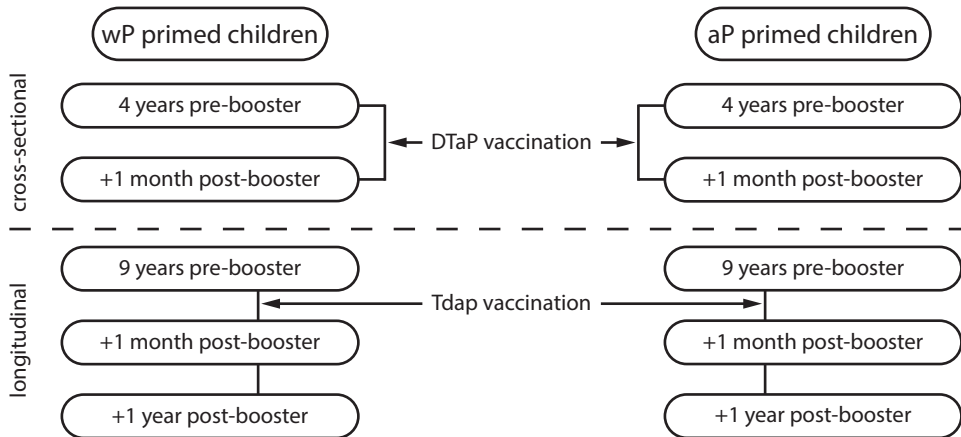 wP primed children
aP primed children
cross-sectional
4 years pre-booster
4 years pre-booster
DTaP vaccination
+1 month post-booster
+1 month post-booster
longitudinal
9 years pre-booster
9 years pre-booster
Tdap vaccination
+1 month post-booster
+1 month post-booster
+1 year post-booster
+1 year post-booster